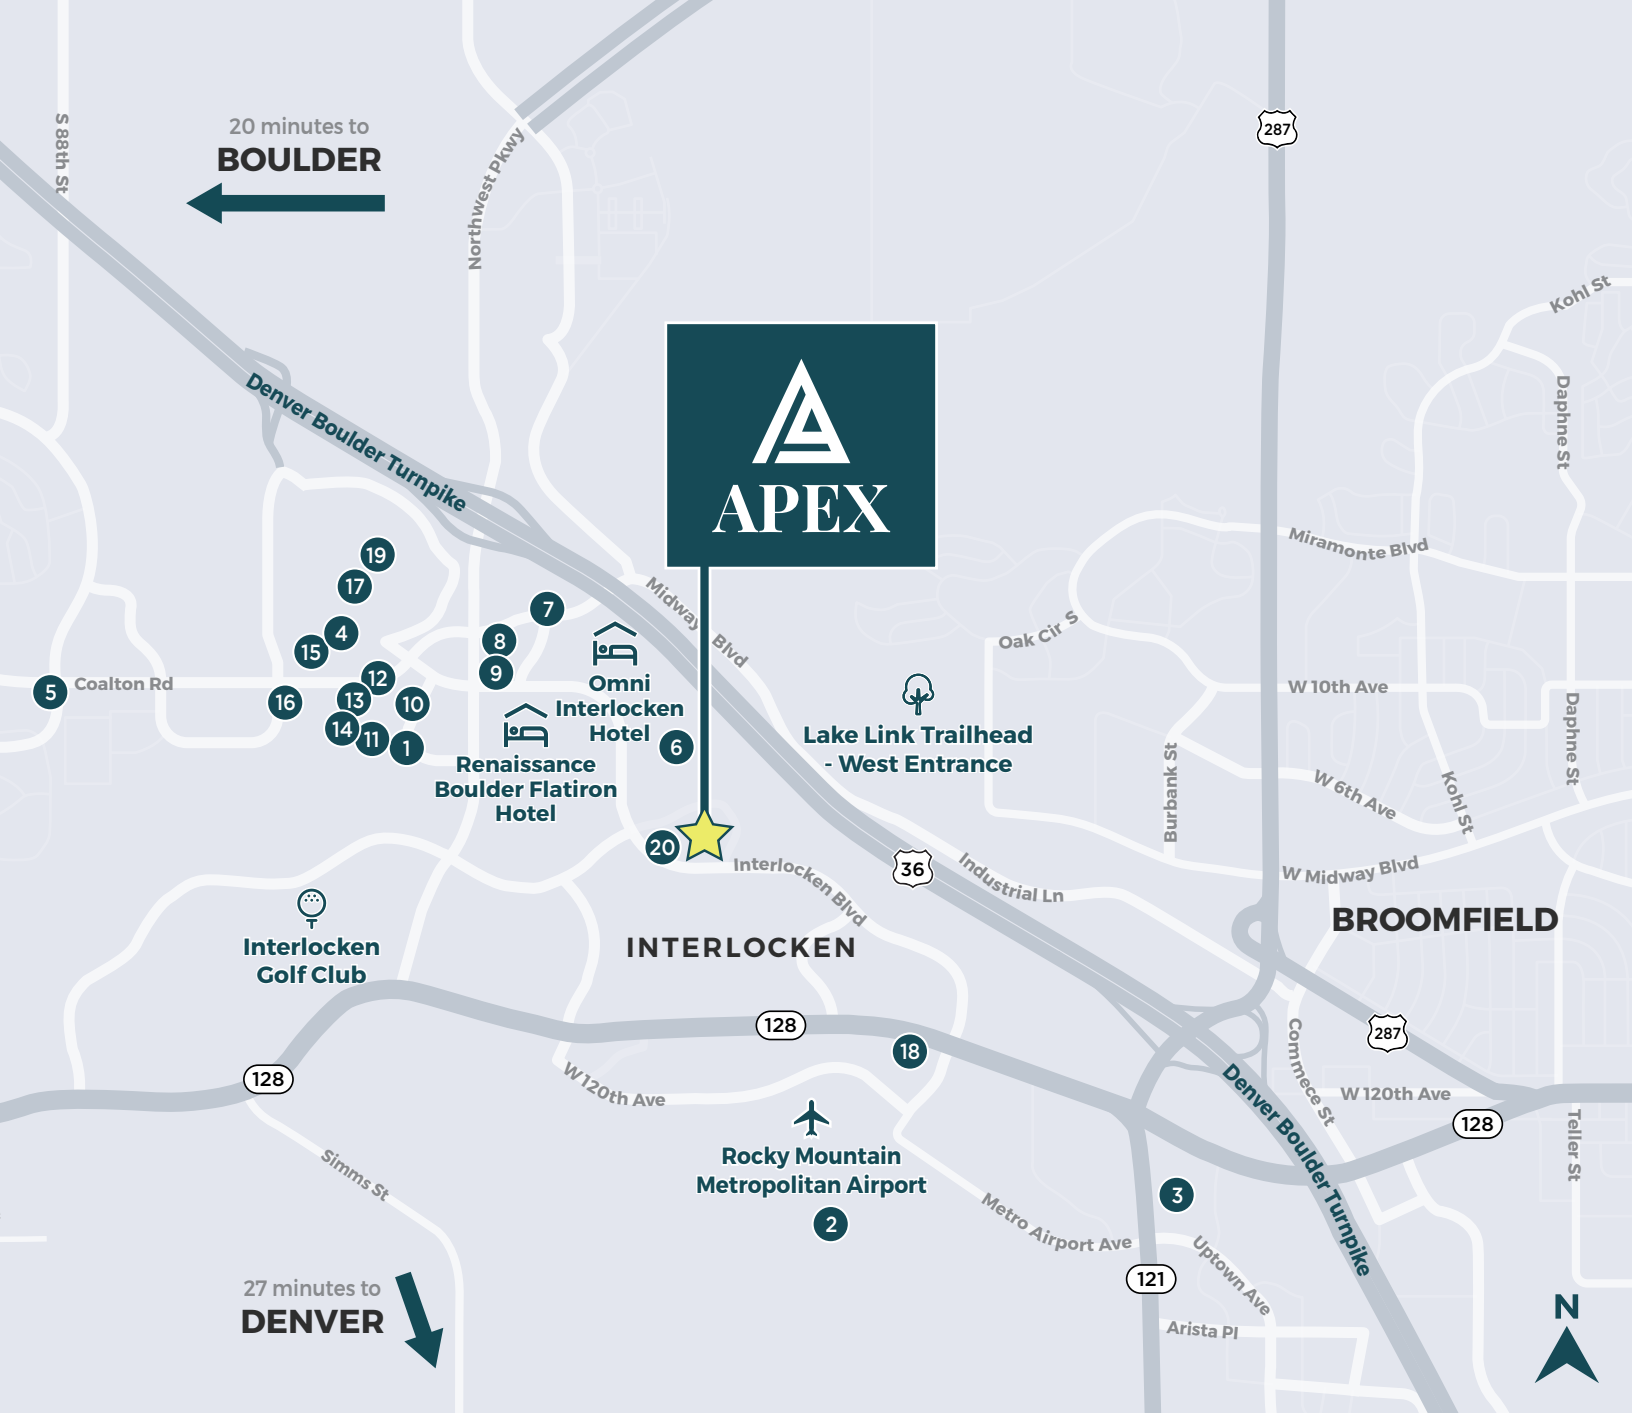 S 88th St
20 minutes to
BOULDER
Northwest Pkwy
287
Kohl St
Daphne St
Denver Boulder Turnpike
APEX
Miramonte Blvd
19
17
7
4
8
15
9
Midway Blvd
Oak Cir S
5
Coalton Rd
16
12
13
10
14
11
1
Omni
Interlocken
Hotel
6
Renaissance
Boulder Flatiron
Hotel
Lake Link Trailhead
- West Entrance
W 10th Ave
Daphne St
Burbank St
W 6th Ave
Kohl St
20
Interlocken Blvd
36
Industrial Ln
W Midway Blvd
BROOMFIELD
Interlocken
Golf Club
INTERLOCKEN
128
18
287
128
W 120th Ave
Commece St
W 120th Ave
128
Denver Boulder Turnpike
Teller St
Rocky Mountain
Metropolitan Airport
2
3
Simms St
Metro Airport Ave
Uptown Ave
121
Arista Pl
27 minutes to
DENVER
N